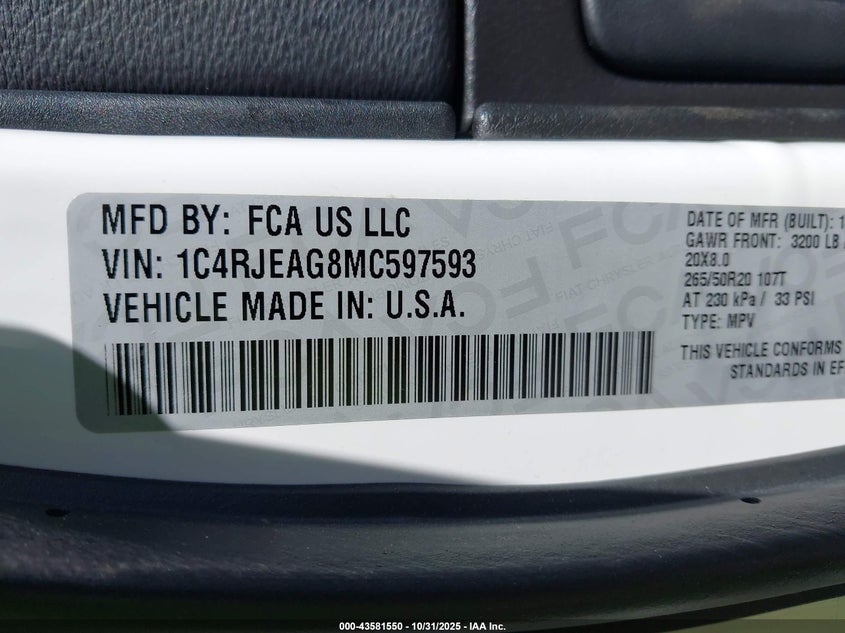 MFD BY: FCA US LLC
VIN: 1C4RJEAG8MC597593
VEHICLE MADE IN: U.S.A.
DATE OF MFR (BUILT): 1
GAWR FRONT: 3200 LB
20X8.0
265/50R20 107T
AT 230 kPa / 33 PSI
TYPE: MPV
THIS VEHICLE CONFORMS
STANDARDS IN EF
000-43581550 - 10/31/2025 - IAA Inc.